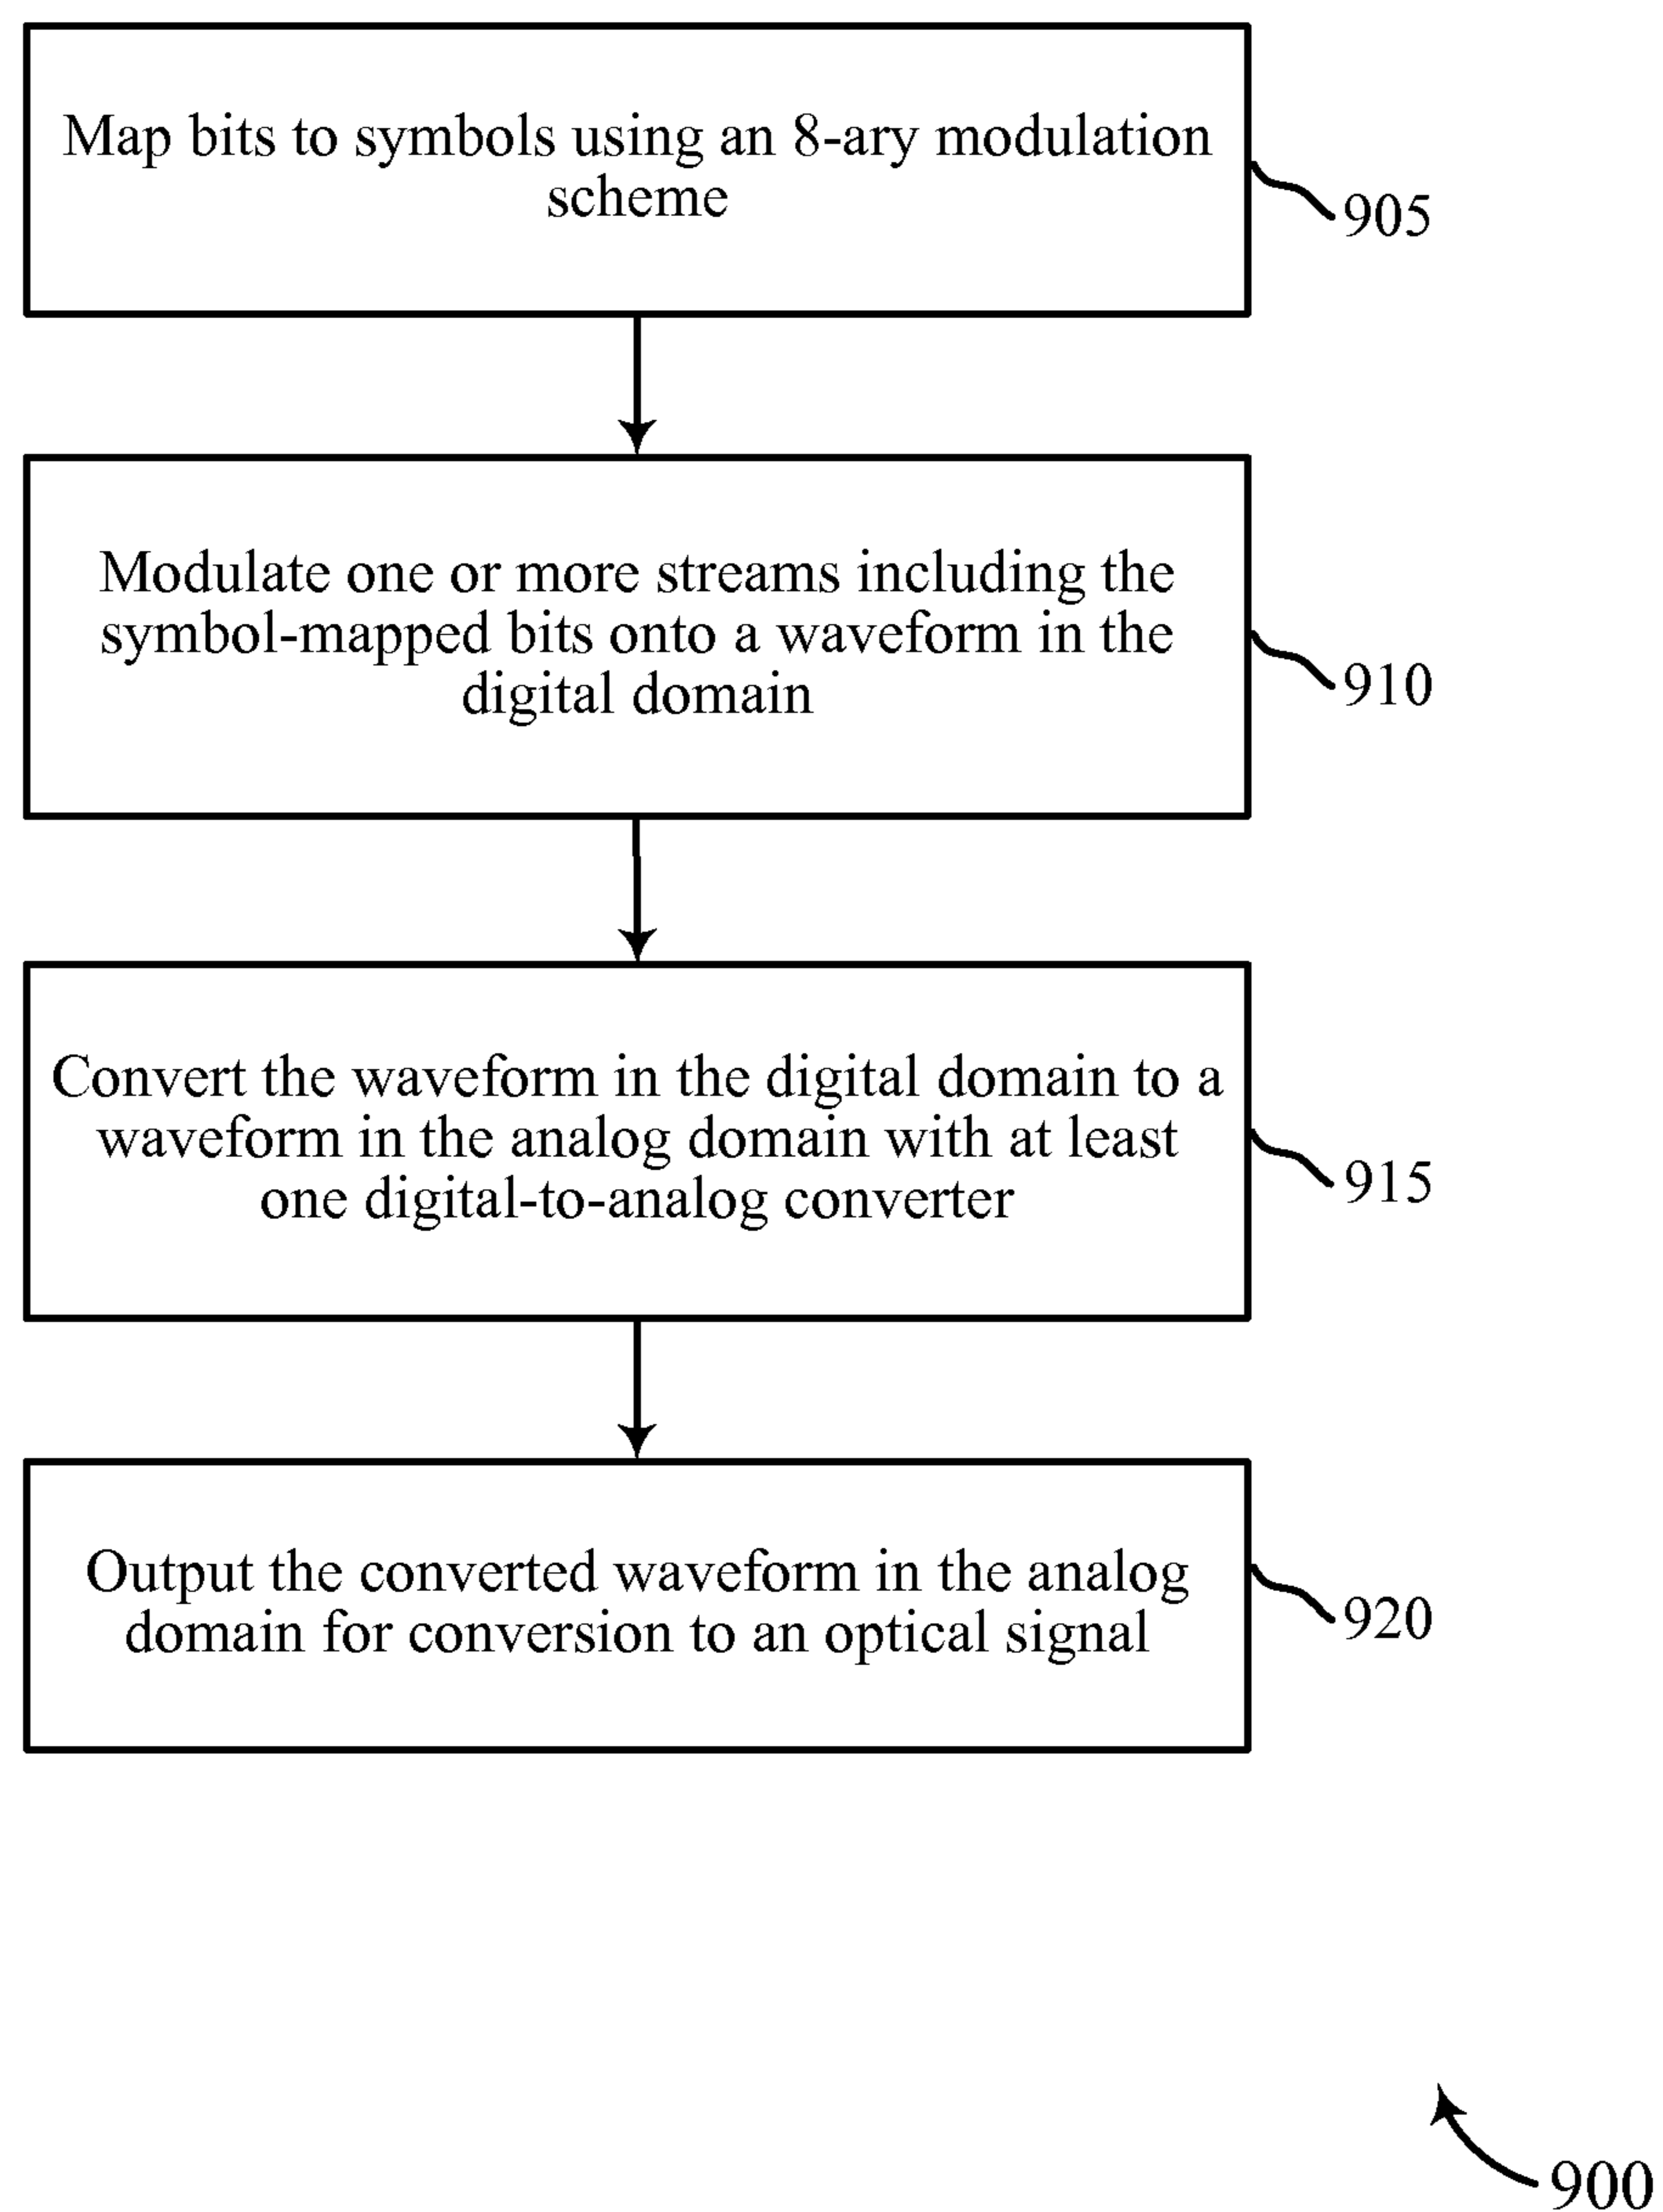 Map bits to symbols using an 8-ary modulation
scheme
905
Modulate one or more streams including the
symbol-mapped bits onto a waveform in the
digital domain
910
Convert the waveform in the digital domain to a
waveform in the analog domain with at least
one digital-to-analog converter
915
Output the converted waveform in the analog
domain for conversion to an optical signal
920
900